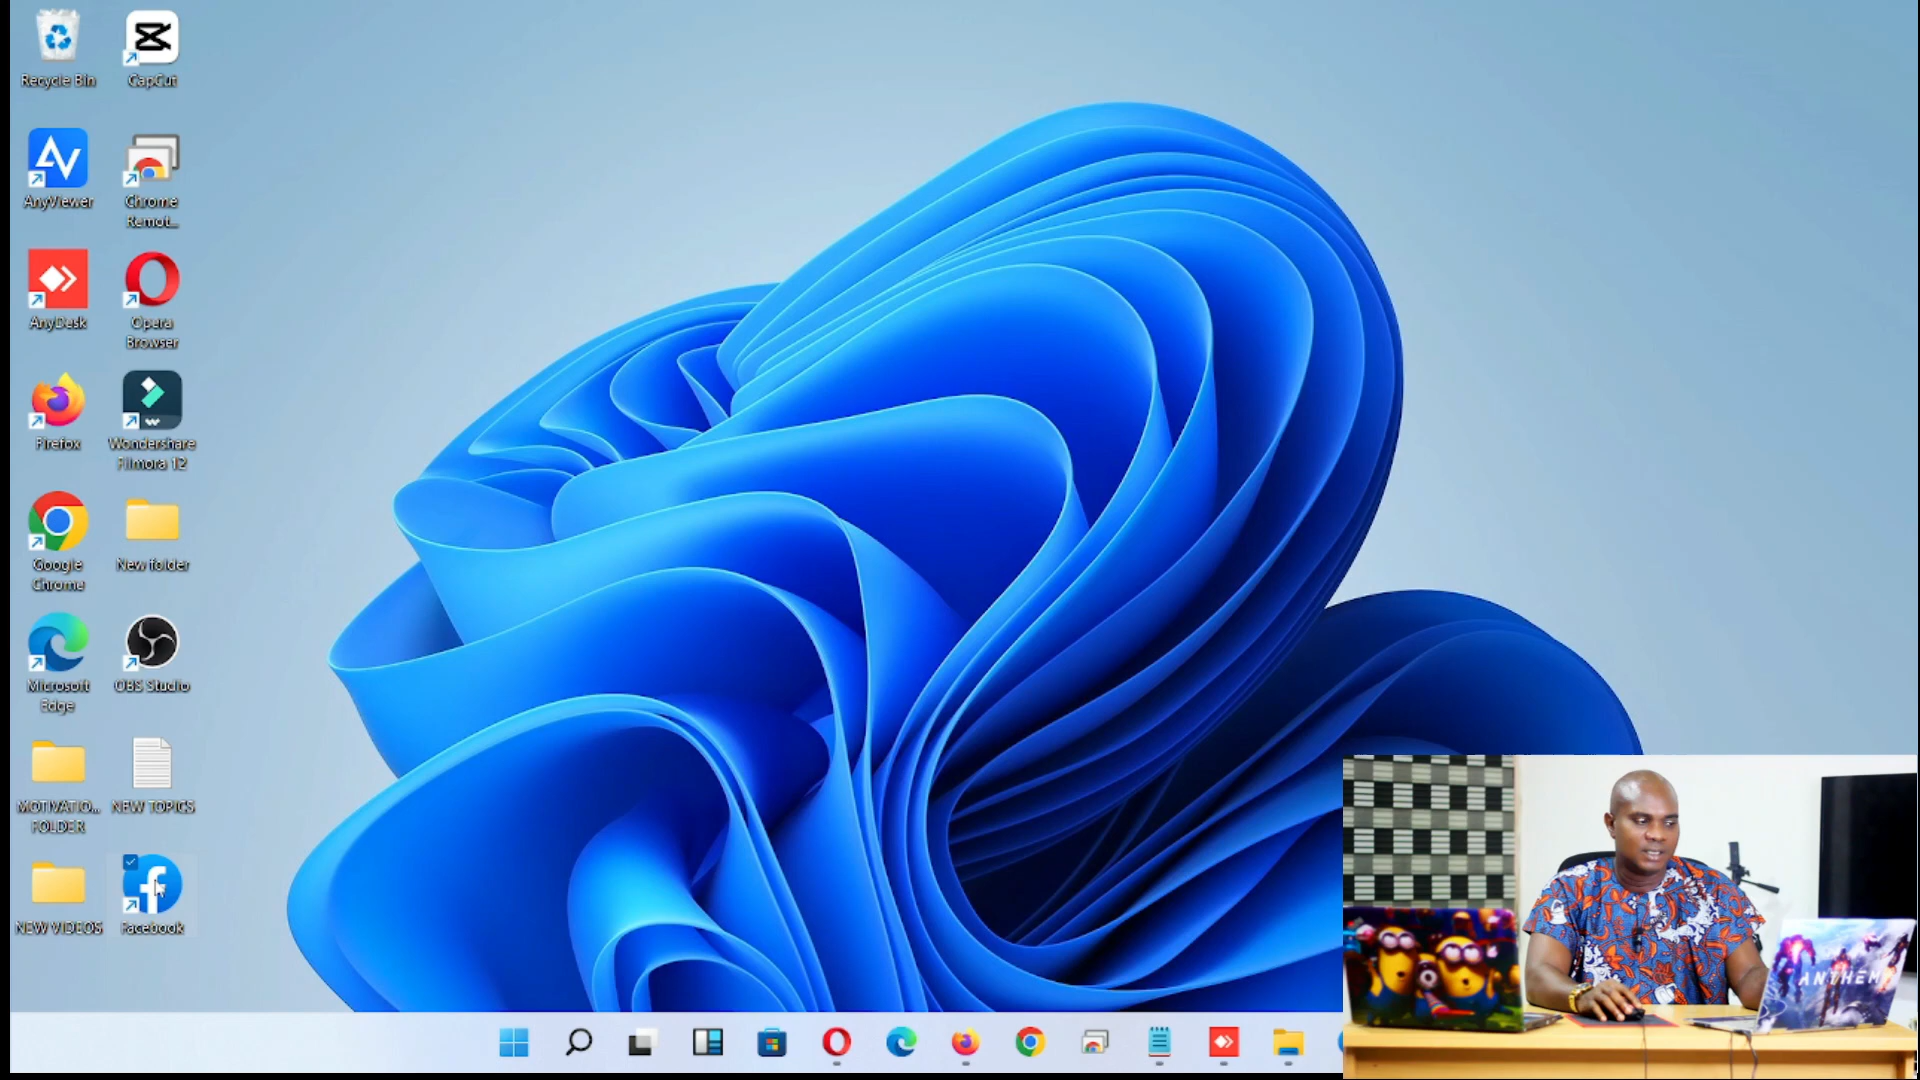 Recycle Bin
CapCut
AnyViewer
Chrome
Remot...
AnyDesk
Opera
Browser
Firefox
Wondershare
Filmora 12
Google
Chrome
New folder
Microsoft
Edge
OBS Studio
MOTIVATIO...
FOLDER
NEW TOPICS
NEW VIDEOS
Facebook
ANTHEM